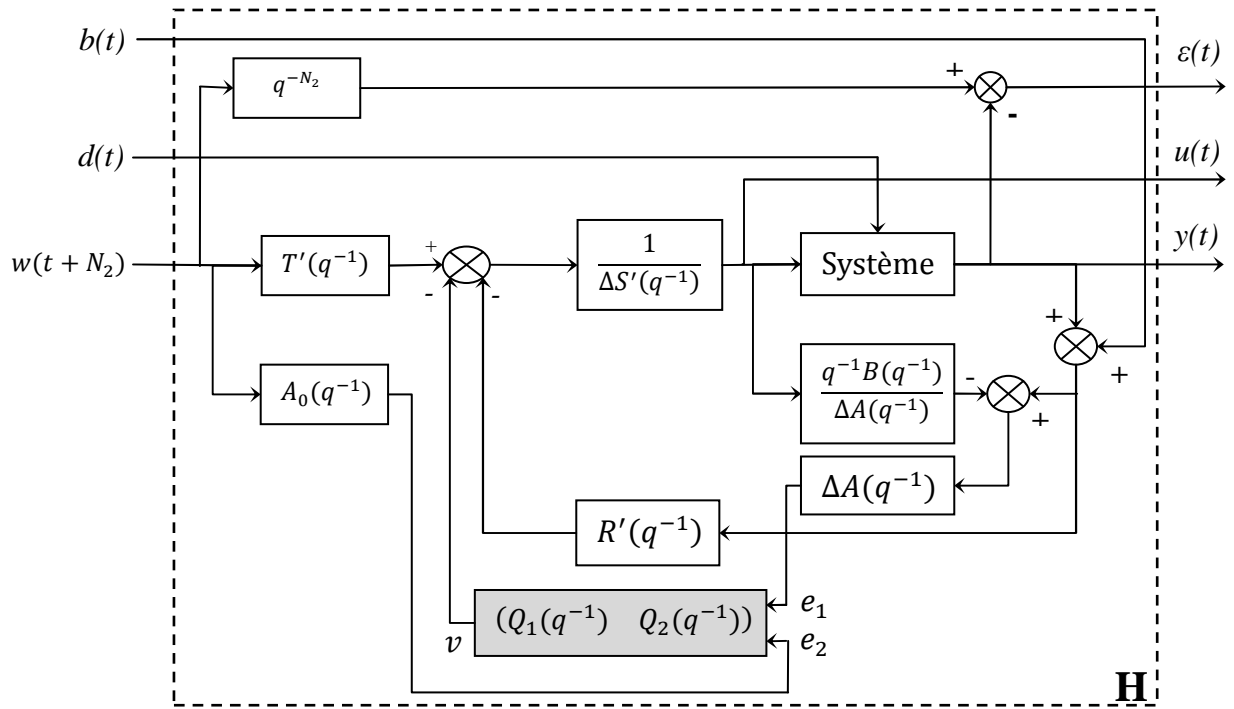 b(t)
ε(t)
q^{-N_2}
+
-
d(t)
u(t)
w(t + N_2)
T′(q^{-1})
+
-
-
1
ΔS′(q^{-1})
Système
y(t)
+
+
A_0(q^{-1})
q^{-1}B(q^{-1})
ΔA(q^{-1})
-
+
ΔA(q^{-1})
R′(q^{-1})
(Q_1(q^{-1}) Q_2(q^{-1}))
v
e_1
e_2
H